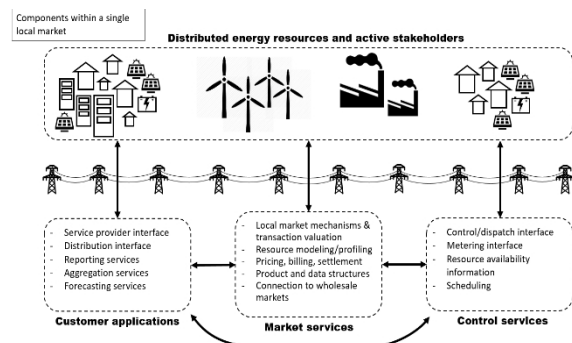 Components within a single
local market
Distributed energy resources and active stakeholders
- Service provider interface
- Distribution interface
- Reporting services
- Aggregation services
- Forecasting services
Customer applications
- Local market mechanisms &
transaction valuation
- Resource modeling/profiling
- Pricing, billing, settlement
- Product and data structures
- Connection to wholesale
markets
Market services
- Control/dispatch interface
- Metering interface
- Resource availability
information
- Scheduling
Control services